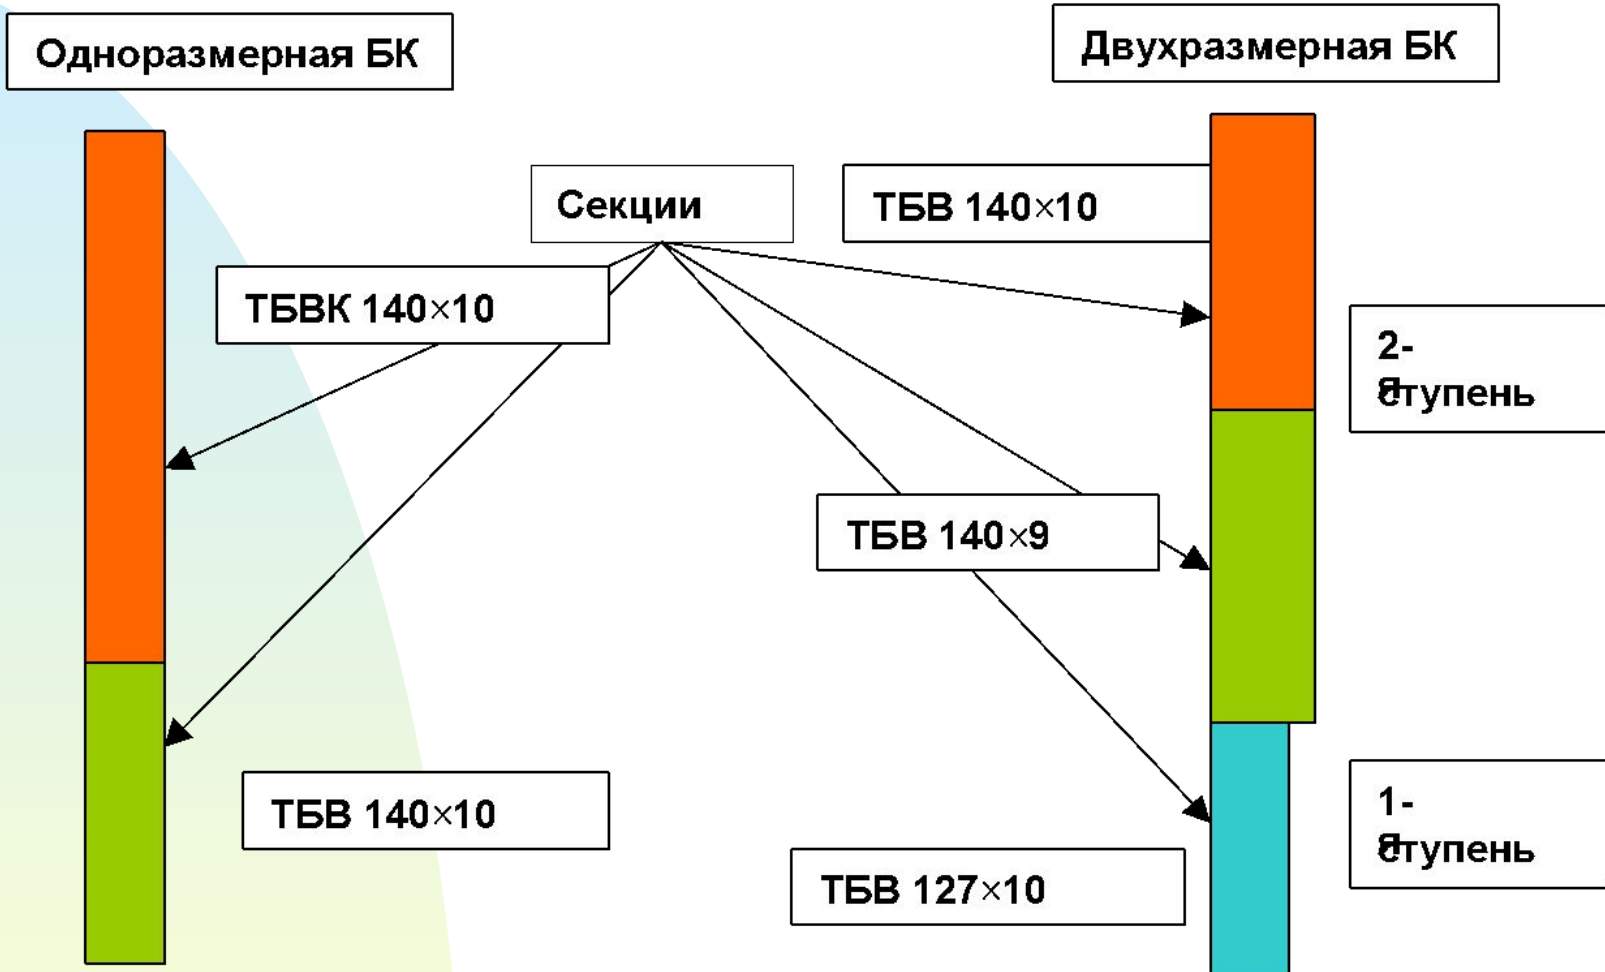 Одноразмерная БК
Двухразмерная БК
Секции
ТБВ 140×10
ТБВК 140×10
2-я
ступень
ТБВ 140×9
ТБВ 140×10
1-я
ступень
ТБВ 127×10